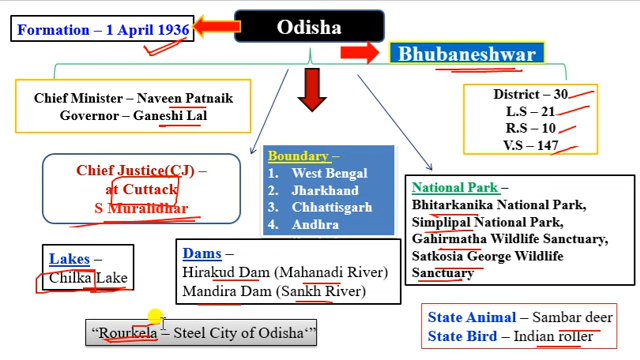 Formation – 1 April 1936
Odisha
Bhubaneshwar
Chief Minister – Naveen Patnaik
Governor – Ganeshi Lal
District – 30
L.S – 21
R.S – 10
V.S – 147
Chief Justice(CJ) –
at Cuttack
S Muralidhar
Boundary –
1. West Bengal
2. Jharkhand
3. Chhattisgarh
4. Andhra
National Park –
Bhitarkanika National Park,
Simplipal National Park,
Gahirmatha Wildlife Sanctuary,
Satkosia George Wildlife
Sanctuary
Lakes –
Chilka Lake
Dams –
Hirakud Dam (Mahanadi River)
Mandira Dam (Sankh River)
"Rourkela – Steel City of Odisha'"
State Animal – Sambar deer
State Bird – Indian roller